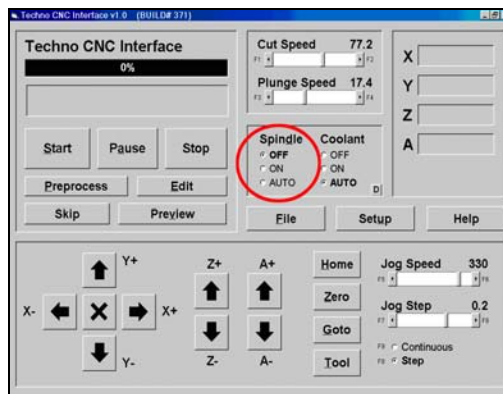 Techno CNC Interface v1.0 (BUILD# 371)
Techno CNC Interface
0%
Start Pause Stop
Preprocess Edit
Skip Preview
Cut Speed 77.2
F1 F2
Plunge Speed 17.4
F3 F4
Spindle Coolant
OFF OFF
ON ON
AUTO AUTO
D
X
Y
Z
A
File Setup Help
Y+
X- X+
Y-
Z+ A+
Z- A-
Home
Zero
Goto
Tool
Jog Speed 330
F5 F6
Jog Step 0.2
F7
F8 Continuous
Step